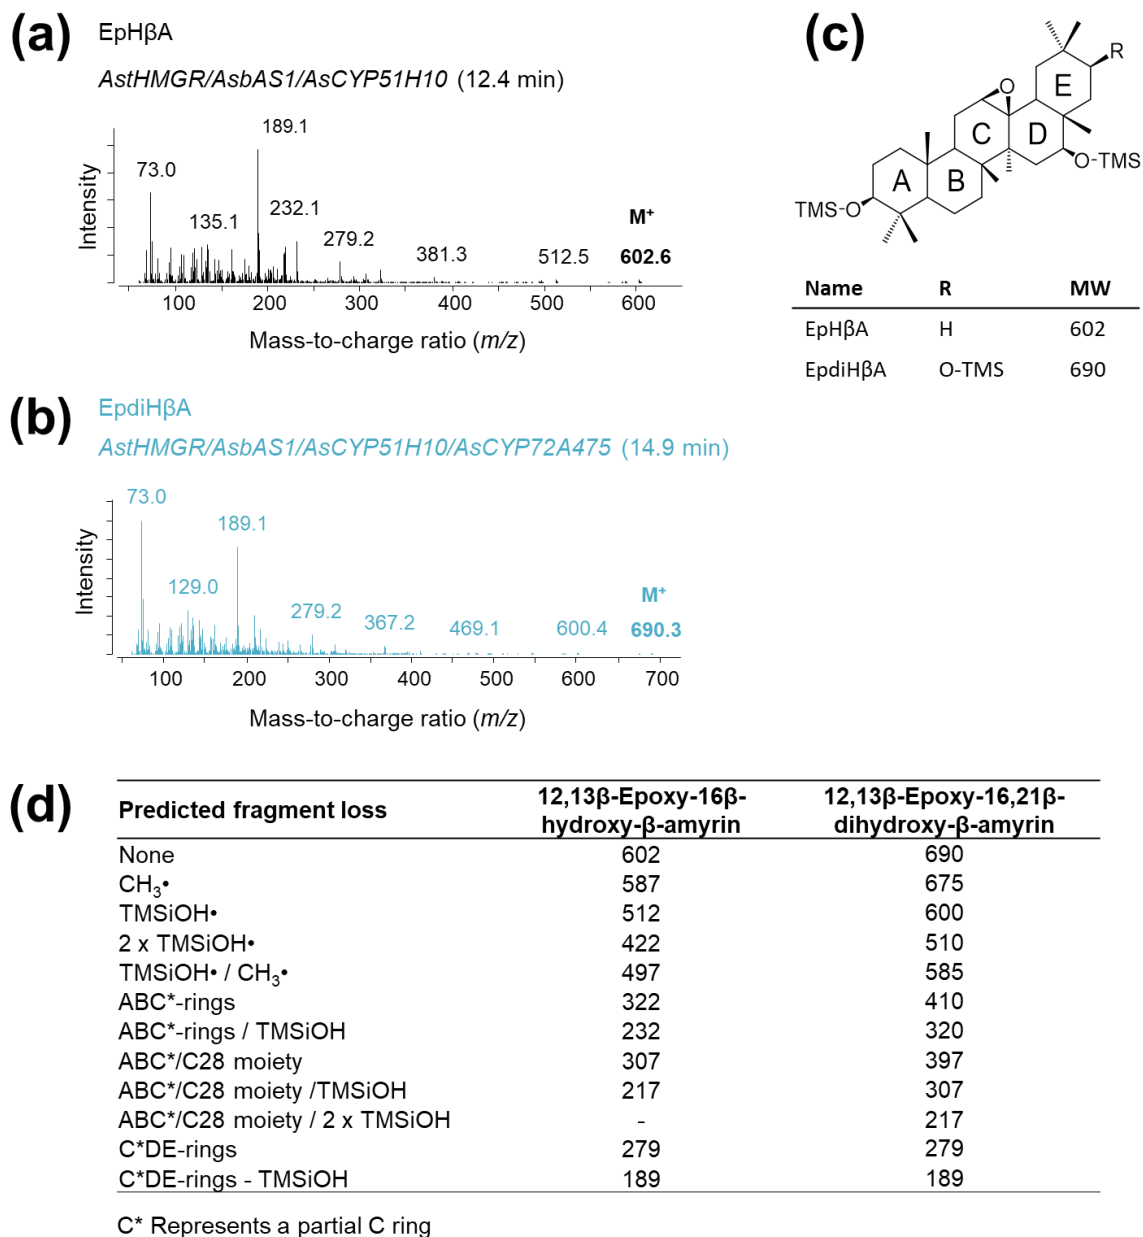 (a)
EpHβA
AstHMGR/AsbAS1/AsCYP51H10 (12.4 min)
Intensity
73.0
135.1
189.1
232.1
279.2
381.3
512.5
M⁺
602.6
100 200 300 400 500 600
Mass-to-charge ratio (m/z)
(b)
EpdiHβA
AstHMGR/AsbAS1/AsCYP51H10/AsCYP72A475 (14.9 min)
Intensity
73.0
129.0
189.1
279.2
367.2
469.1
600.4
M⁺
690.3
100 200 300 400 500 600 700
Mass-to-charge ratio (m/z)
(c)
R
E
O
C
D
O-TMS
A
B
TMS-O
Name R MW
EpHβA H 602
EpdiHβA O-TMS 690
(d)
Predicted fragment loss 12,13β-Epoxy-16β- 12,13β-Epoxy-16,21β-
hydroxy-β-amyrin dihydroxy-β-amyrin
None 602 690
CH₃• 587 675
TMSiOH• 512 600
2 x TMSiOH• 422 510
TMSiOH• / CH₃• 497 585
ABC*-rings 322 410
ABC*-rings / TMSiOH 232 320
ABC*/C28 moiety 307 397
ABC*/C28 moiety /TMSiOH 217 307
ABC*/C28 moiety / 2 x TMSiOH - 217
C*DE-rings 279 279
C*DE-rings - TMSiOH 189 189
C* Represents a partial C ring